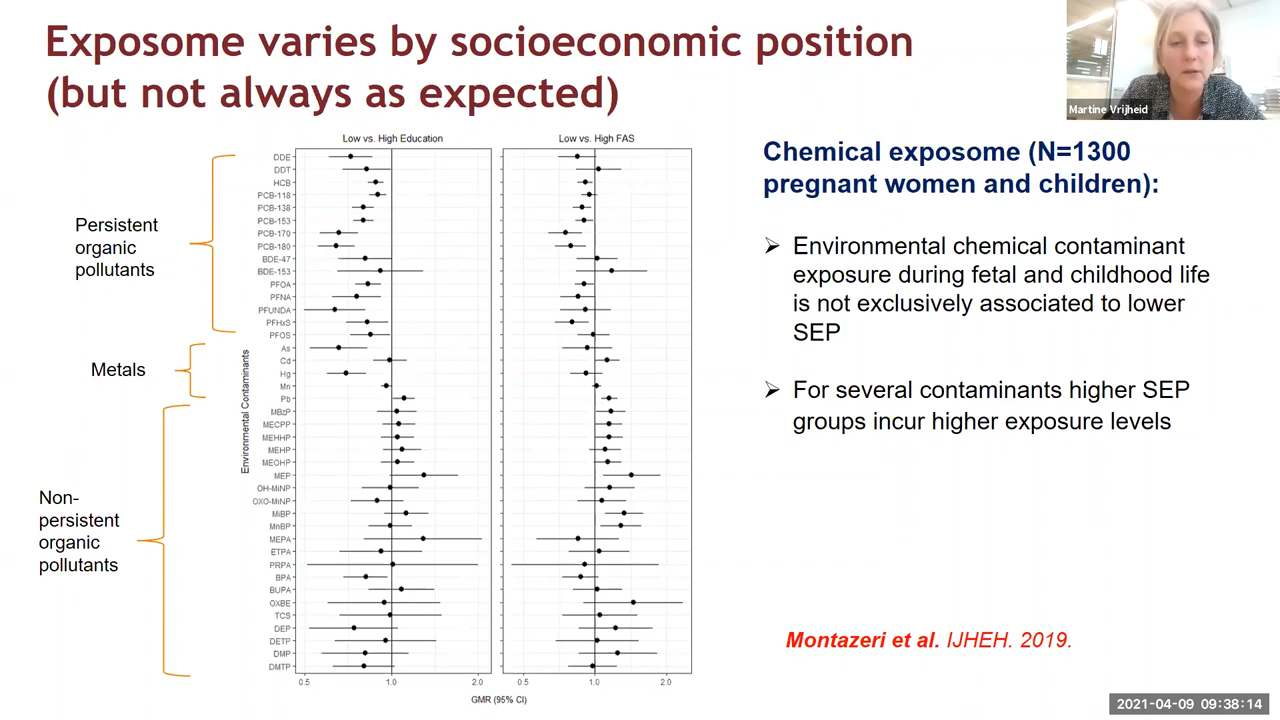 Exposome varies by socioeconomic position
(but not always as expected)
Martine Vrijheid
Low vs. High Education
Low vs. High FAS
Persistent
organic
pollutants
Metals
Non-
persistent
organic
pollutants
Environmental Contaminants
DDE
DDT
HCB
PCB-118
PCB-138
PCB-153
PCB-170
PCB-180
BDE-47
BDE-153
PFOA
PFNA
PFUNDA
PFHxS
PFOS
As
Cd
Hg
Mn
Pb
MBzP
MECPP
MEHHP
MEHP
MEOHP
MEP
OH-MiNP
OXO-MiNP
MiBP
MnBP
MEPA
ETPA
PRPA
BPA
BUPA
OXBE
TCS
DEP
DETP
DMP
DMTP
0.5 1.0 2.0
0.5 1.0 2.0
GMR (95% CI)
Chemical exposome (N=1300
pregnant women and children):
➢ Environmental chemical contaminant
exposure during fetal and childhood life
is not exclusively associated to lower
SEP
➢ For several contaminants higher SEP
groups incur higher exposure levels
Montazeri et al. IJHEH. 2019.
2021-04-09 09:38:14